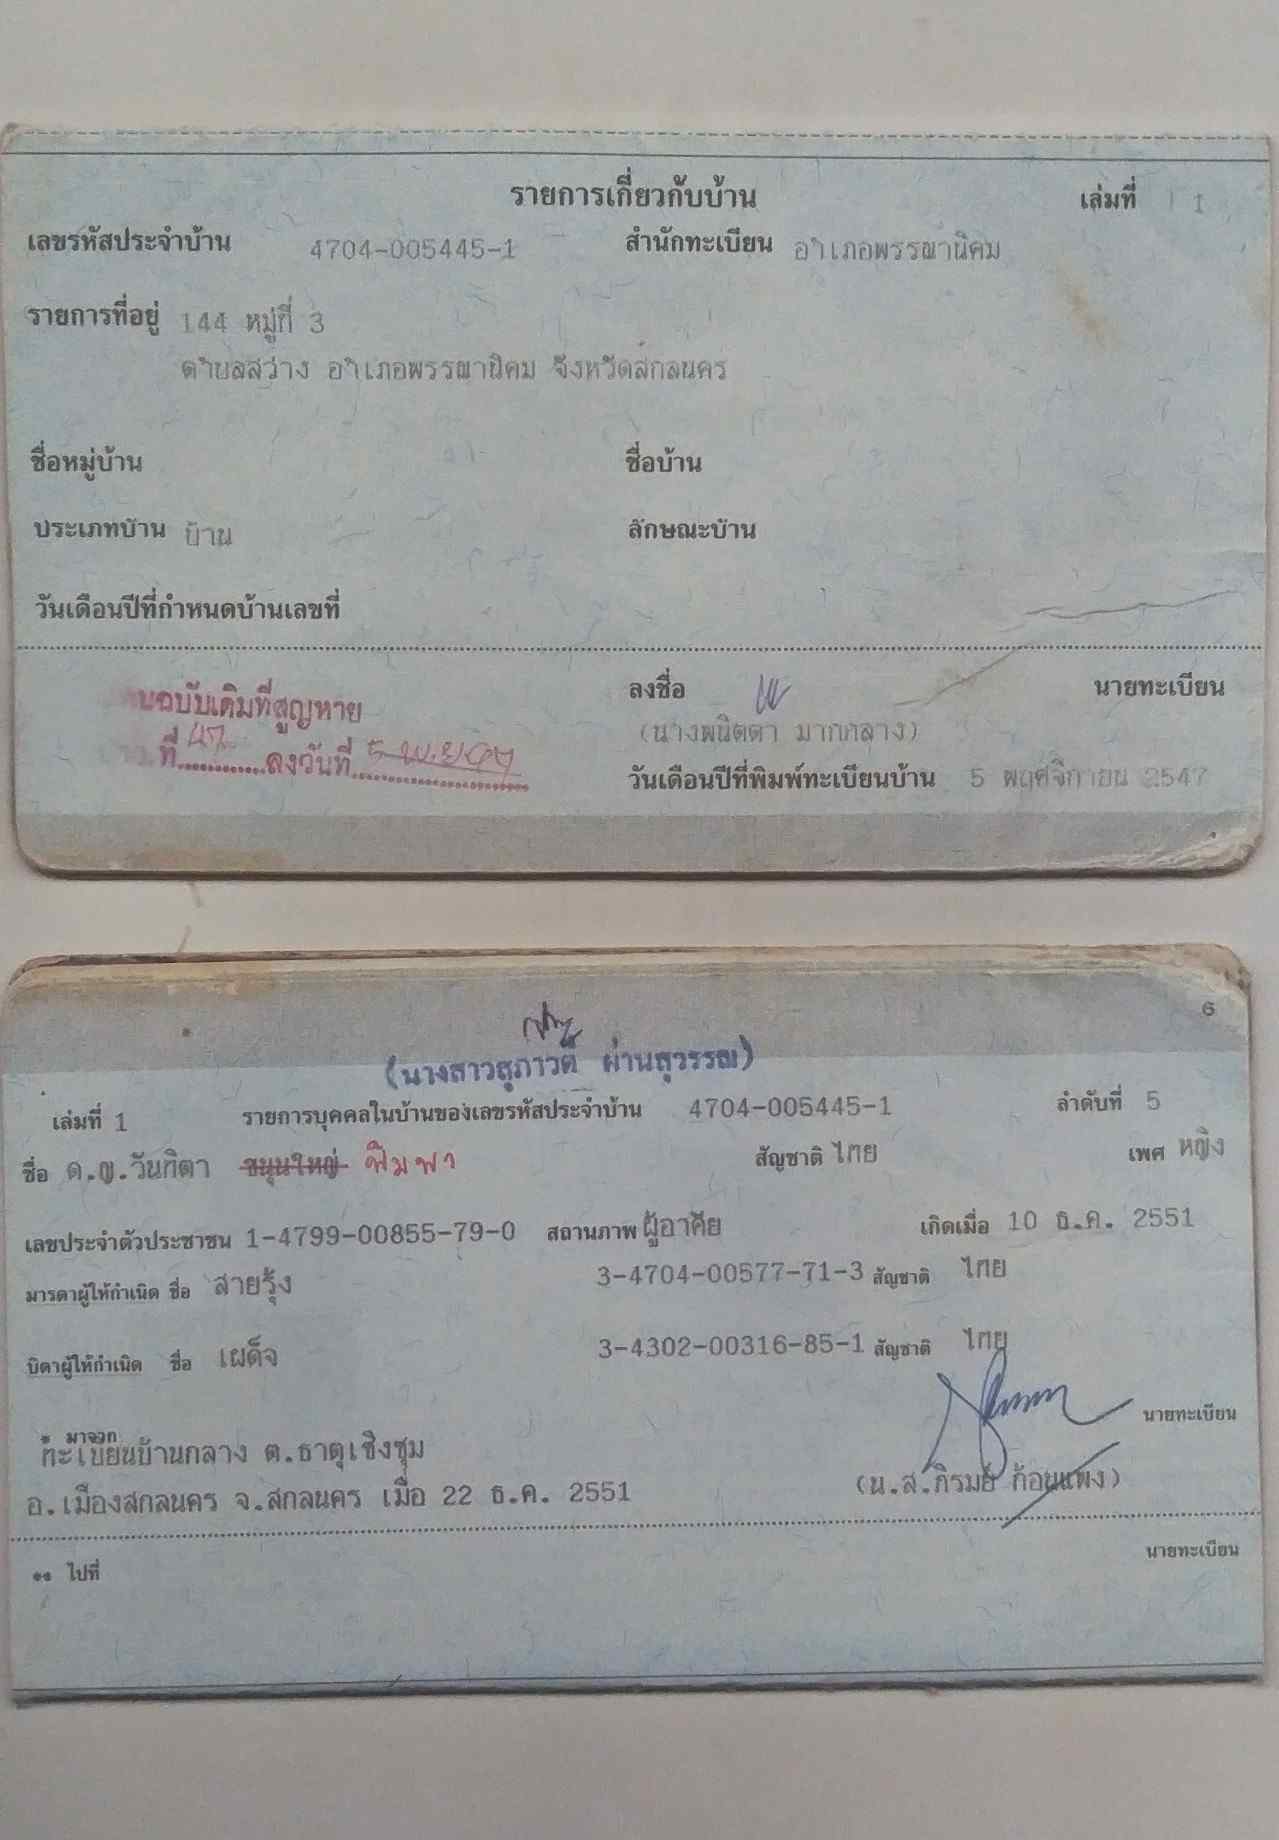 รายการเกี่ยวกับบ้าน เล่มที่ 1
เลขรหัสประจำบ้าน 4704-005445-1 สำนักทะเบียน อำเภอพรรณานิคม
รายการที่อยู่ 144 หมู่ที่ 3
ตำบลสว่าง อำเภอพรรณานิคม จังหวัดสกลนคร
ชื่อหมู่บ้าน ชื่อบ้าน
ประเภทบ้าน บ้าน ลักษณะบ้าน
วันเดือนปีที่กำหนดบ้านเลขที่
ฉบับเดิมที่สูญหาย ลงชื่อ นายทะเบียน
(นางพนิตตา มากกลาง)
ที่ ลงวันที่ 5 พ.ย. 47 วันเดือนปีที่พิมพ์ทะเบียนบ้าน 5 พฤศจิกายน 2547
6
(นางสาวสุภาวดี ผ่านสุวรรณ)
เล่มที่ 1 รายการบุคคลในบ้านของเลขรหัสประจำบ้าน 4704-005445-1 ลำดับที่ 5
ชื่อ ด.ญ.วันทิตา ขนุนใหญ่ พิมพา สัญชาติ ไทย เพศ หญิง
เลขประจำตัวประชาชน 1-4799-00855-79-0 สถานภาพ ผู้อาศัย เกิดเมื่อ 10 ธ.ค. 2551
มารดาผู้ให้กำเนิด ชื่อ สายรุ้ง 3-4704-00577-71-3 สัญชาติ ไทย
บิดาผู้ให้กำเนิด ชื่อ เผด็จ 3-4302-00316-85-1 สัญชาติ ไทย
* มาจาก นายทะเบียน
ทะเบียนบ้านกลาง ต.ธาตุเชิงชุม
อ.เมืองสกลนคร จ.สกลนคร เมื่อ 22 ธ.ค. 2551 (น.ส.ภิรมย์ ก้อนแพง)
** ไปที่ นายทะเบียน